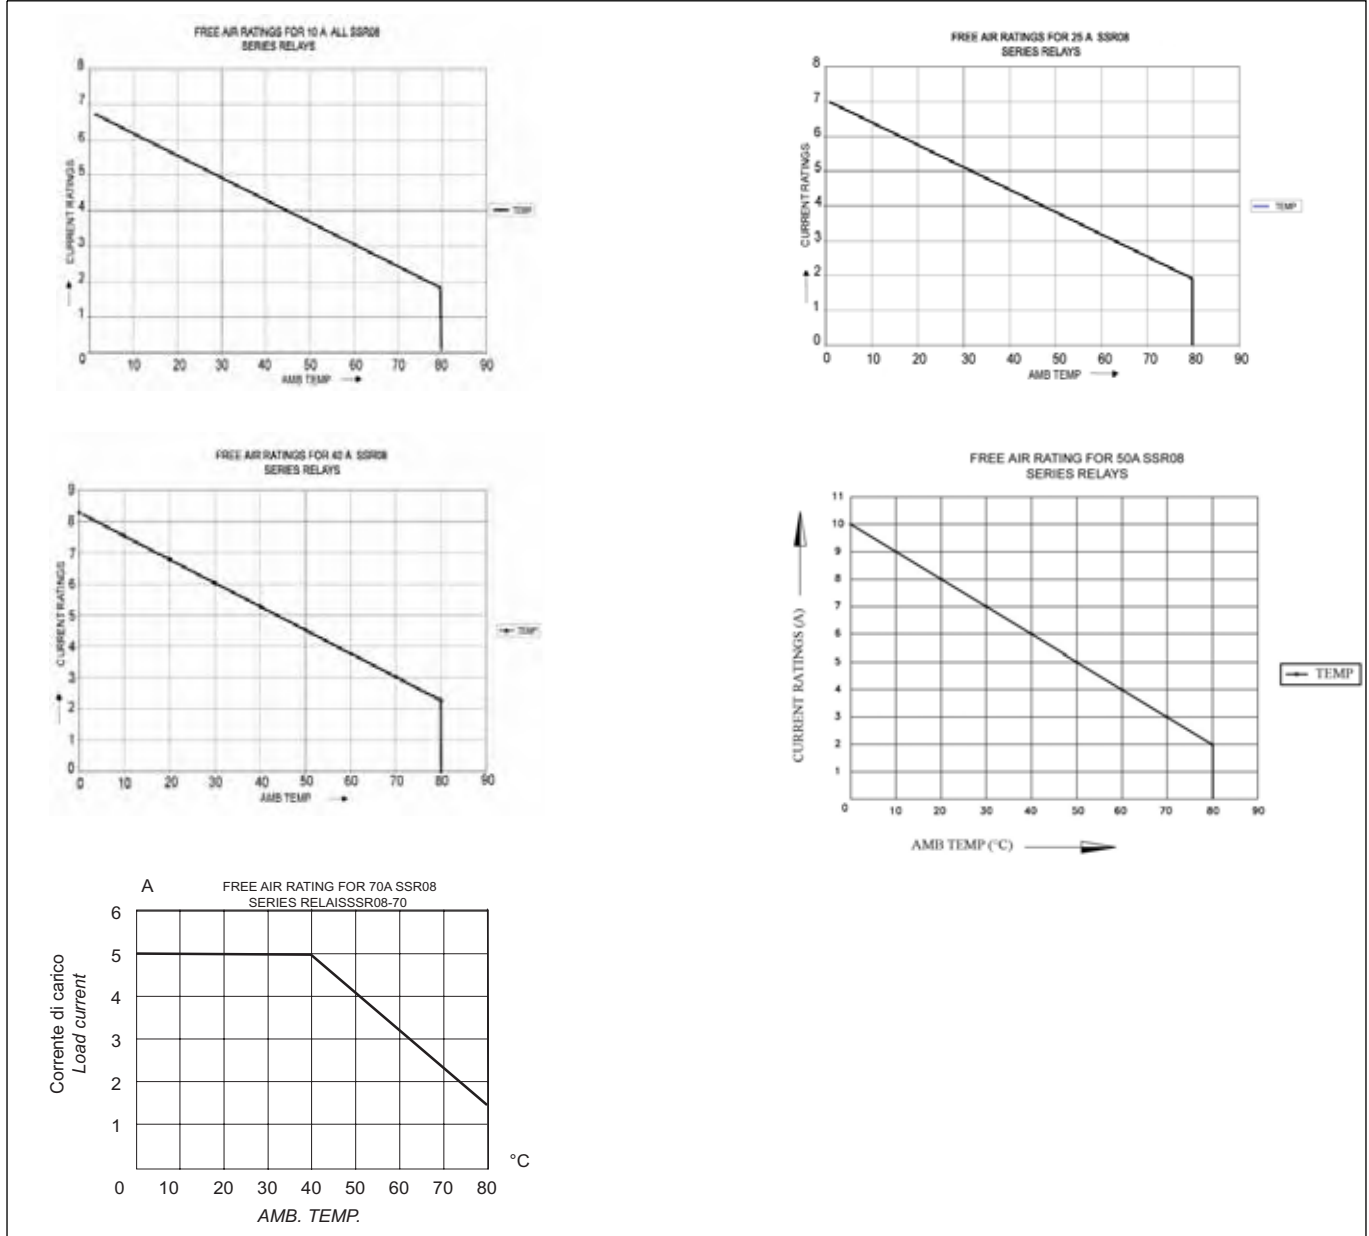 FREE AIR RATINGS FOR 10 A ALL SSR08
SERIES RELAYS
8
7
6
5
4
3
2
1
0
10 20 30 40 50 60 70 80 90
CURRENT RATINGS
AMB TEMP
TEMP
FREE AIR RATINGS FOR 25 A SSR08
SERIES RELAYS
8
7
6
5
4
3
2
1
0
0 10 20 30 40 50 60 70 80 90
CURRENT RATINGS
AMB TEMP
TEMP
FREE AIR RATINGS FOR 40 A SSR08
SERIES RELAYS
9
8
7
6
5
4
3
2
1
0
0 10 20 30 40 50 60 70 80 90
CURRENT RATINGS
AMB TEMP
TEMP
FREE AIR RATING FOR 50A SSR08
SERIES RELAYS
11
10
9
8
7
6
5
4
3
2
1
0 10 20 30 40 50 60 70 80 90
CURRENT RATINGS (A)
AMB TEMP (°C)
TEMP
A
FREE AIR RATING FOR 70A SSR08
SERIES RELAISSSR08-70
6
5
4
3
2
1
Corrente di carico
Load current
°C
0 10 20 30 40 50 60 70 80
AMB. TEMP.